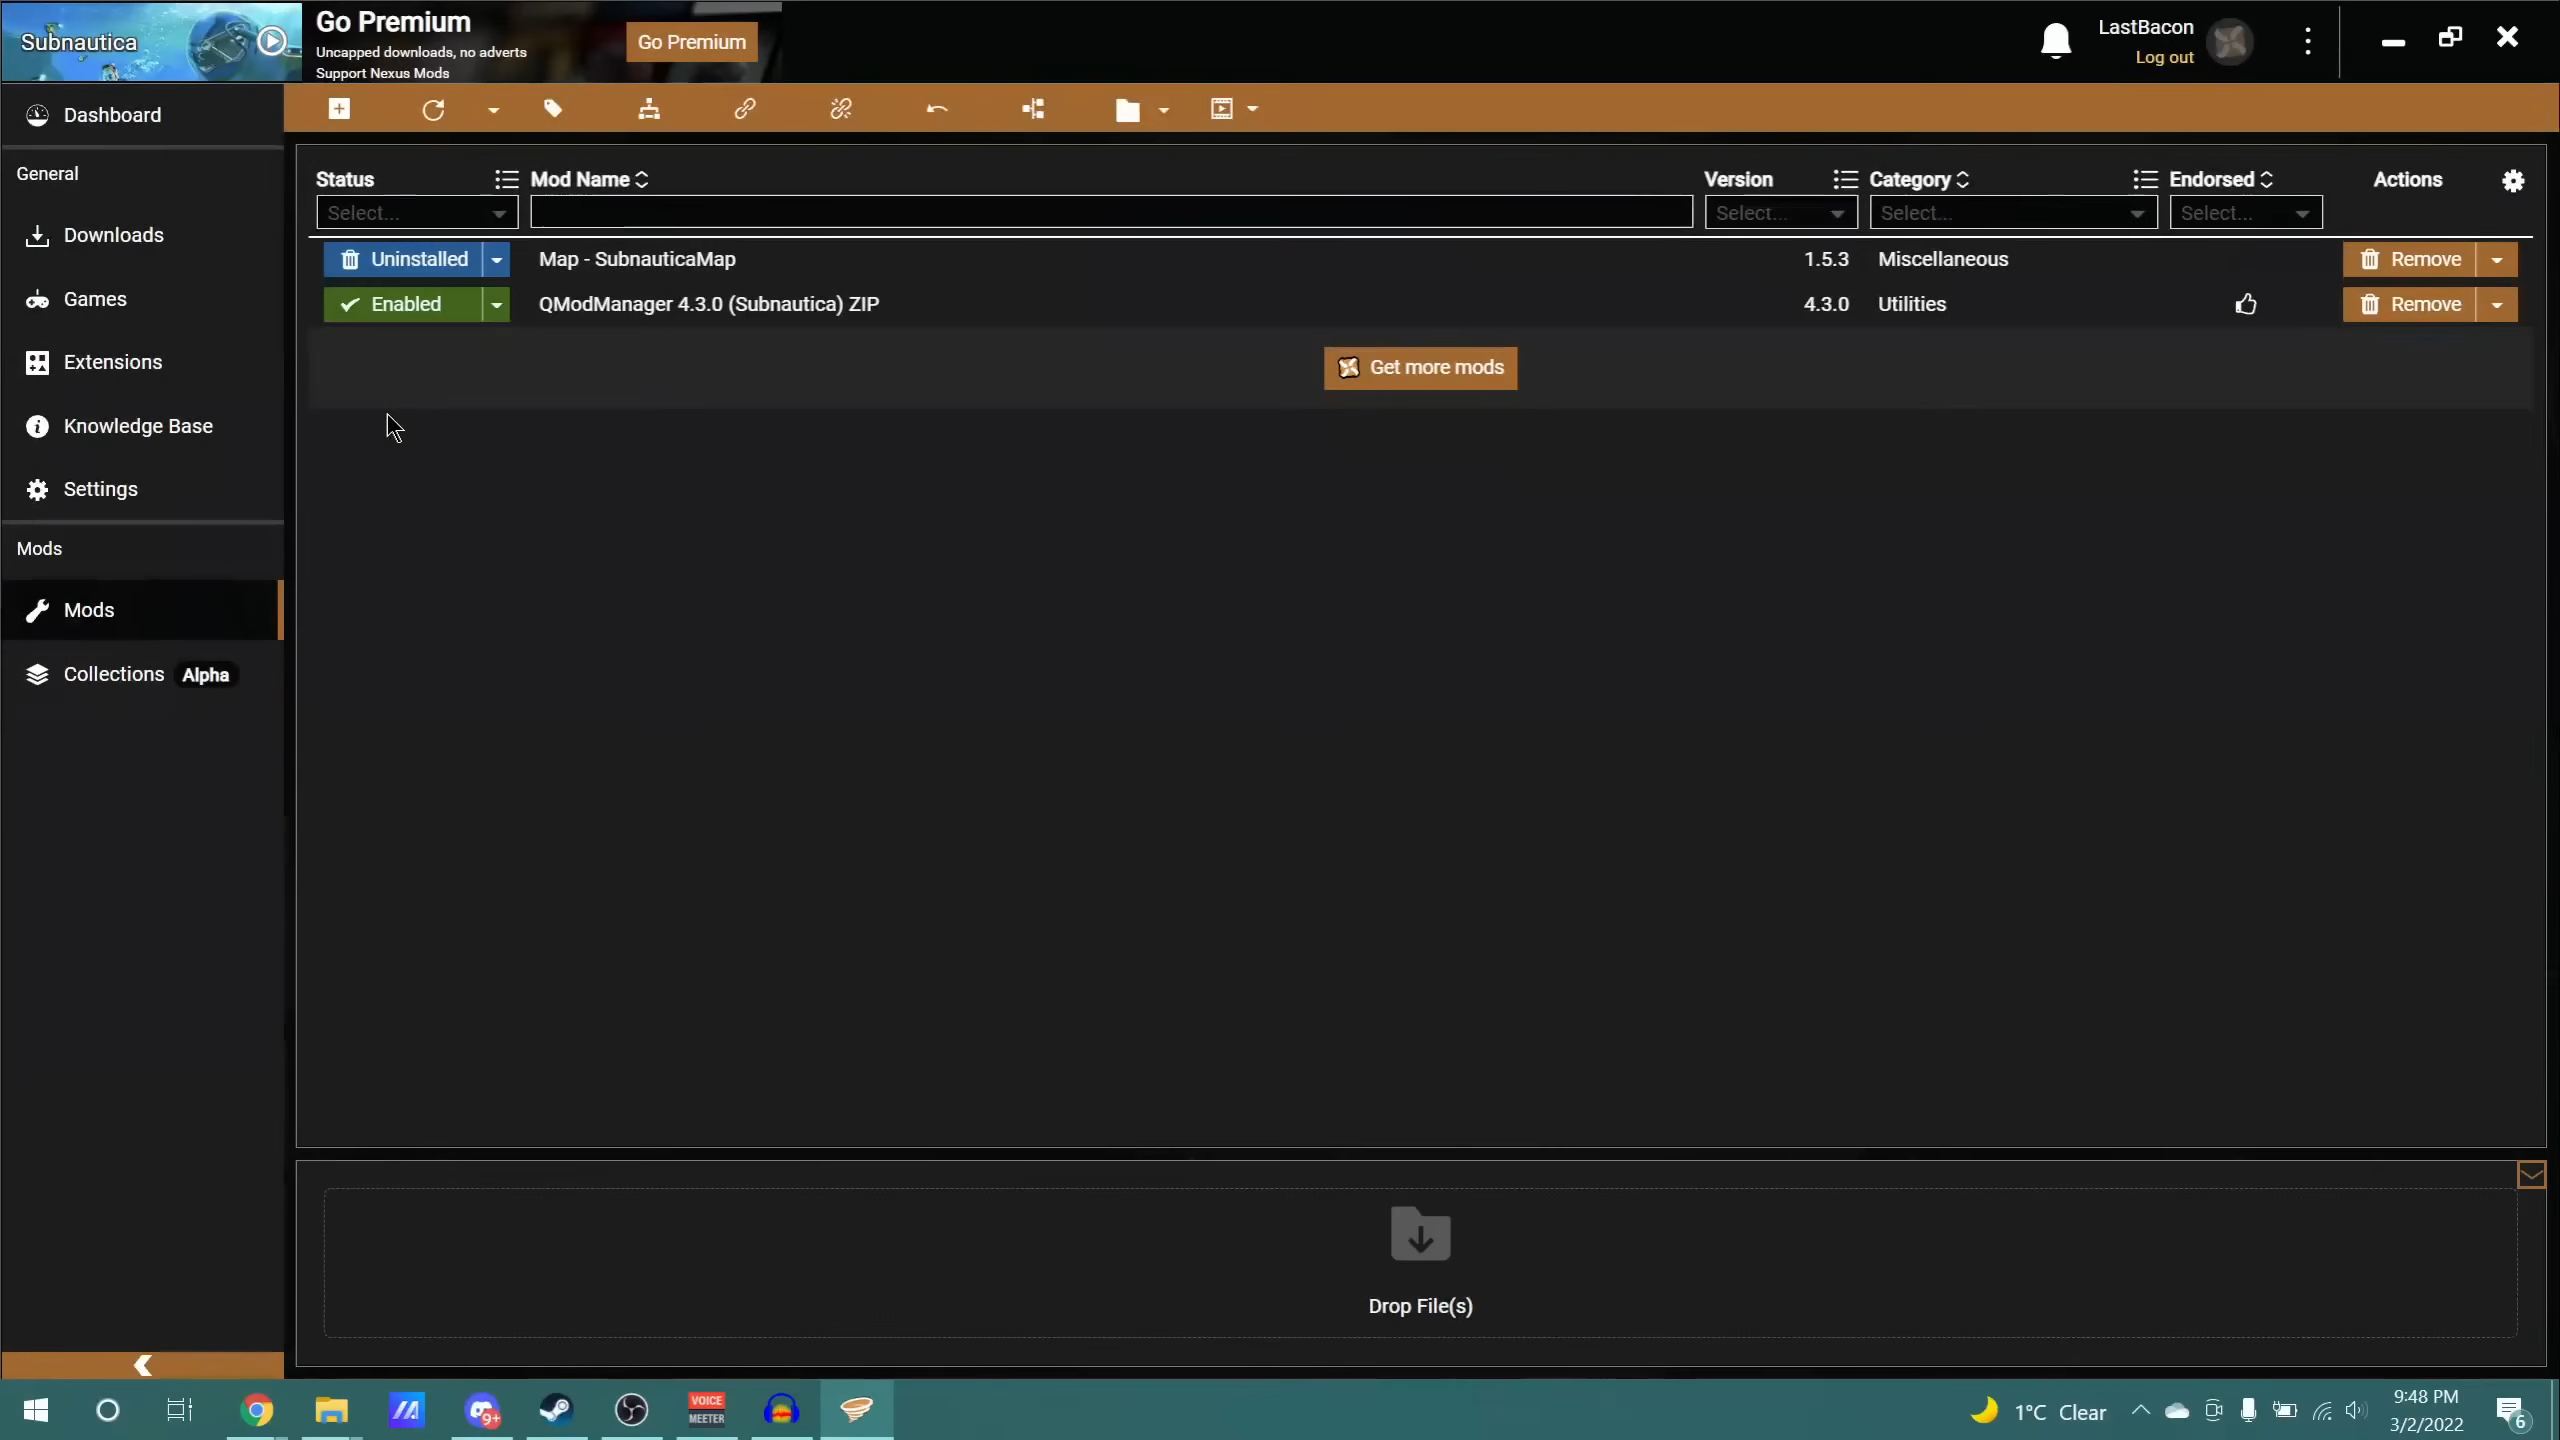 Subnautica
Go Premium
Uncapped downloads, no adverts
Support Nexus Mods
Go Premium
LastBacon
Log out
Dashboard
General
Downloads
Games
Extensions
Knowledge Base
Settings
Mods
Mods
Collections Alpha
Status Mod Name Version Category Endorsed Actions
Select... Select... Select... Select...
Uninstalled Map - SubnauticaMap 1.5.3 Miscellaneous Remove
Enabled QModManager 4.3.0 (Subnautica) ZIP 4.3.0 Utilities Remove
Get more mods
Drop File(s)
9+
VOICE
MEETER
1°C Clear
9:48 PM
3/2/2022
6